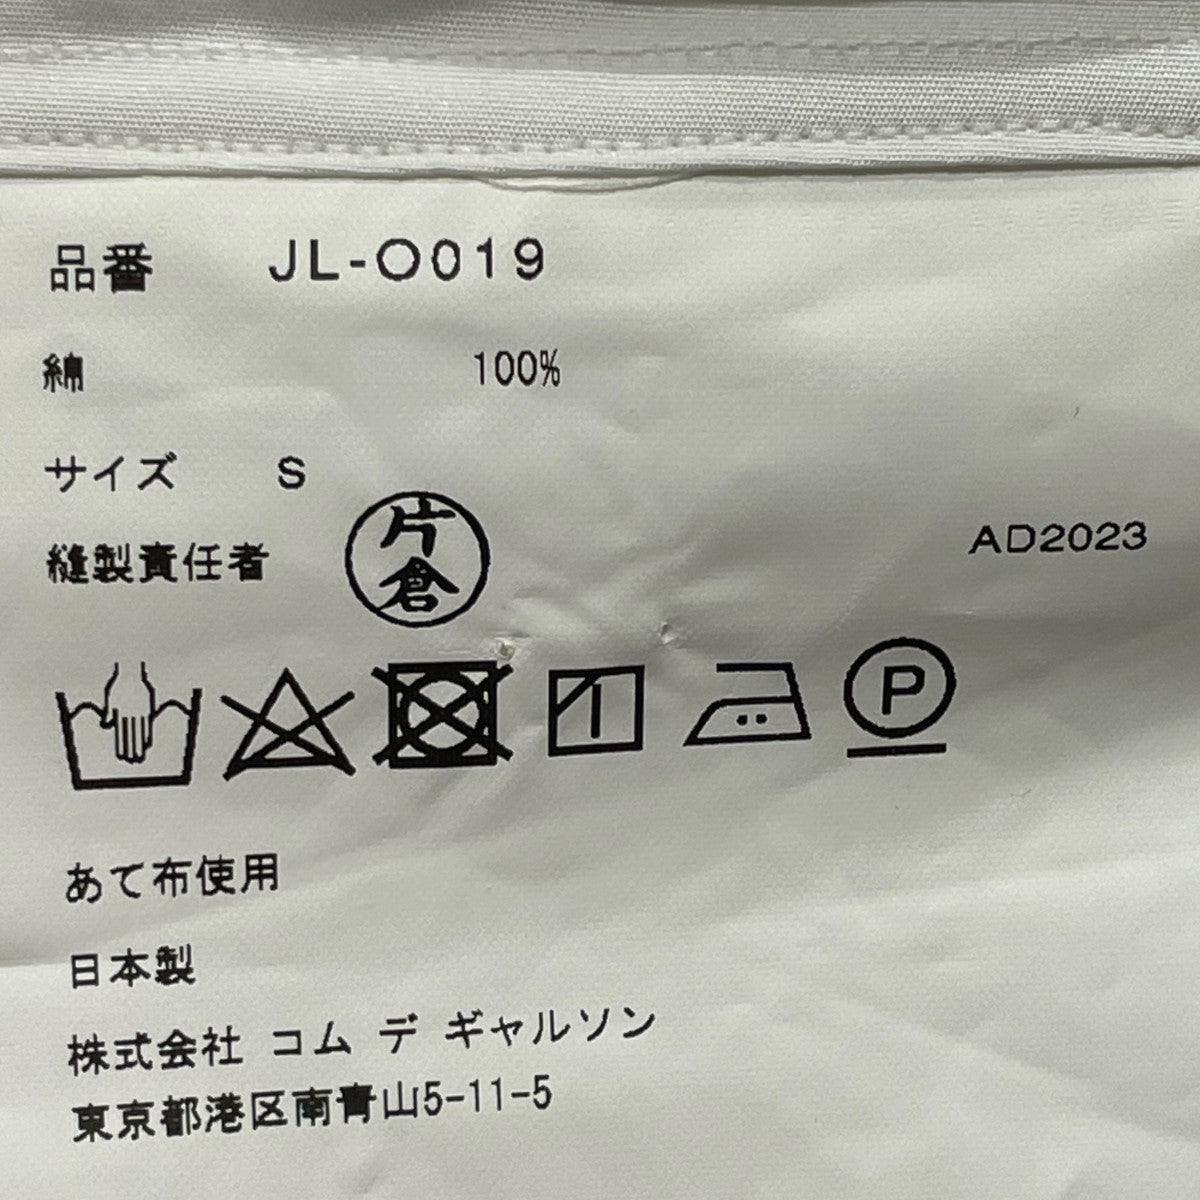 品番 JL-O019
綿 100%
サイズ S
縫製責任者 片倉
AD2023
P
あて布使用
日本製
株式会社 コム デ ギャルソン
東京都港区南青山5-11-5